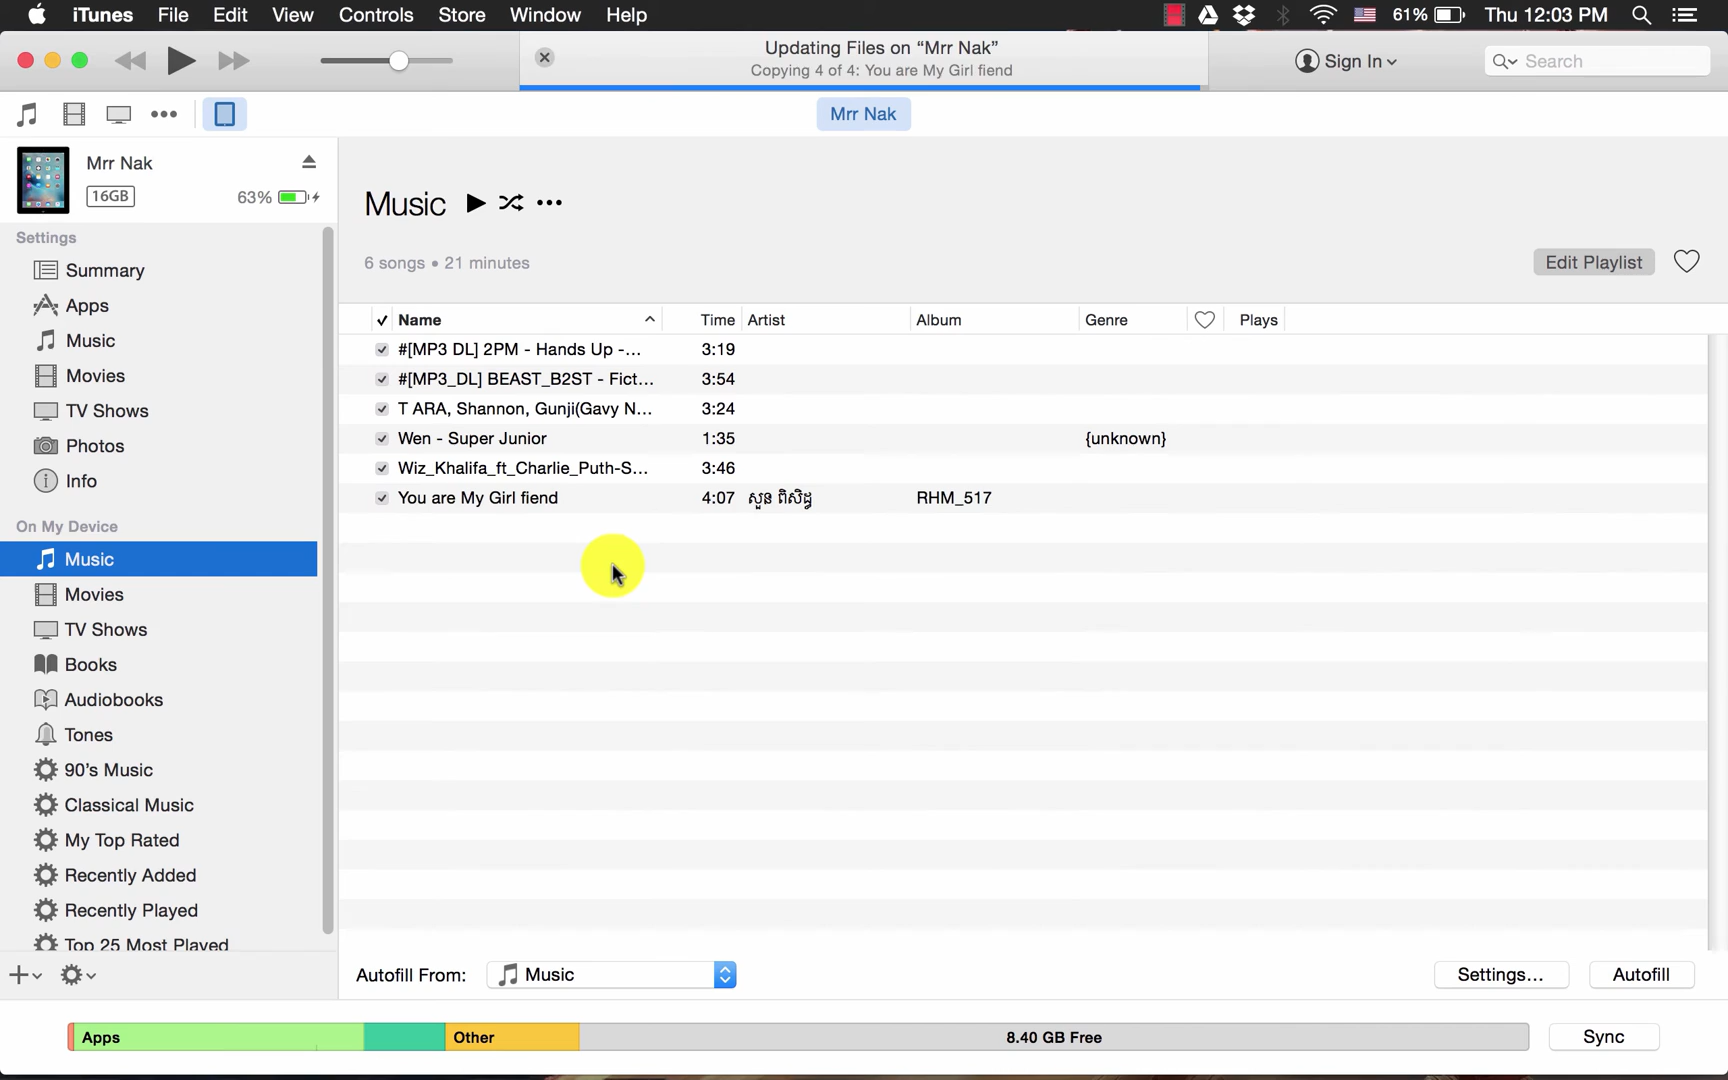 iTunes File Edit View Controls Store Window Help 61% Thu 12:03 PM
Updating Files on “Mrr Nak”
Copying 4 of 4: You are My Girl fiend
Sign In
Search
Mrr Nak
Mrr Nak
16GB 63%
Settings
Summary
Apps
Music
Movies
TV Shows
Photos
Info
On My Device
Music
Movies
TV Shows
Books
Audiobooks
Tones
90’s Music
Classical Music
My Top Rated
Recently Added
Recently Played
Top 25 Most Played
Music
6 songs • 21 minutes
Edit Playlist
Name Time Artist Album Genre Plays
#[MP3 DL] 2PM - Hands Up -... 3:19
#[MP3_DL] BEAST_B2ST - Fict... 3:54
T ARA, Shannon, Gunji(Gavy N... 3:24
Wen - Super Junior 1:35 {unknown}
Wiz_Khalifa_ft_Charlie_Puth-S... 3:46
You are My Girl fiend 4:07 សួន ពិសិដ្ឋ RHM_517
Autofill From: Music Settings... Autofill
Apps Other 8.40 GB Free Sync